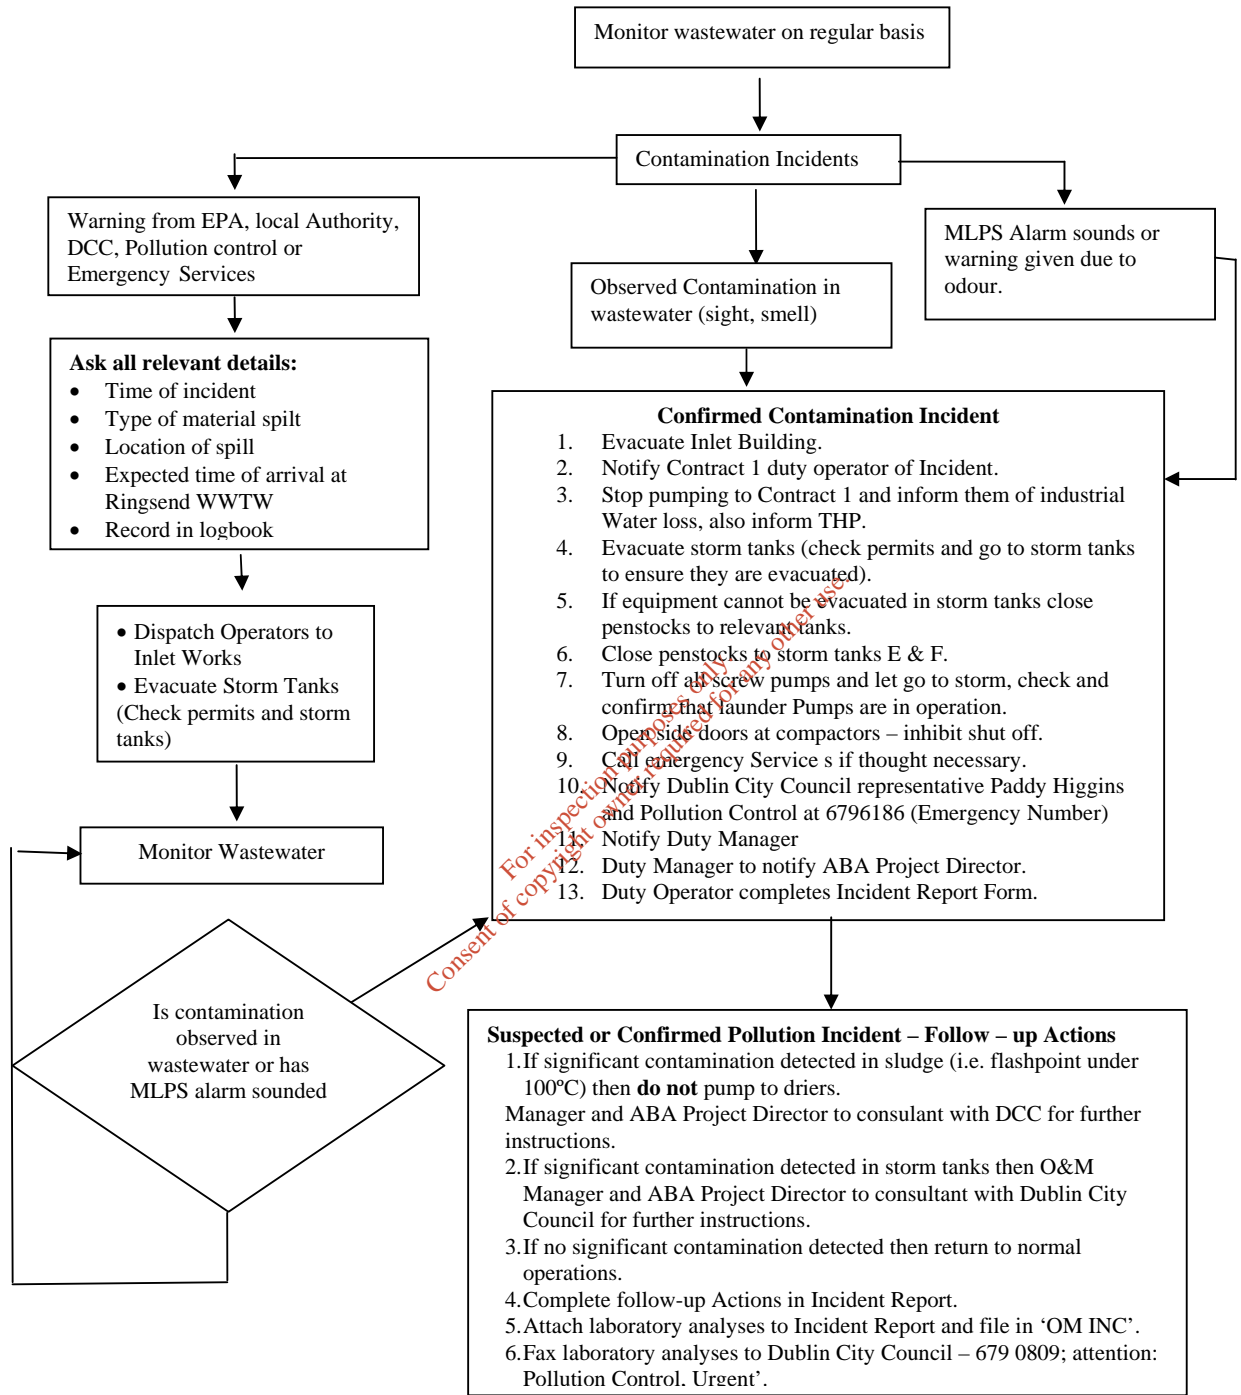 Monitor wastewater on regular basis
Contamination Incidents
Warning from EPA, local Authority,
DCC, Pollution control or
Emergency Services
MLPS Alarm sounds or
warning given due to
odour.
Observed Contamination in
wastewater (sight, smell)
Ask all relevant details:
• Time of incident
• Type of material spilt
• Location of spill
• Expected time of arrival at
Ringsend WWTW
• Record in logbook
• Dispatch Operators to
Inlet Works
• Evacuate Storm Tanks
(Check permits and storm
tanks)
Monitor Wastewater
Is contamination
observed in
wastewater or has
MLPS alarm sounded
Confirmed Contamination Incident
1. Evacuate Inlet Building.
2. Notify Contract 1 duty operator of Incident.
3. Stop pumping to Contract 1 and inform them of industrial
Water loss, also inform THP.
4. Evacuate storm tanks (check permits and go to storm tanks
to ensure they are evacuated).
5. If equipment cannot be evacuated in storm tanks close
penstocks to relevant tanks.
6. Close penstocks to storm tanks E & F.
7. Turn off all screw pumps and let go to storm, check and
confirm that launder Pumps are in operation.
8. Open side doors at compactors – inhibit shut off.
9. Call emergency Service s if thought necessary.
10. Notify Dublin City Council representative Paddy Higgins
and Pollution Control at 6796186 (Emergency Number)
11. Notify Duty Manager
12. Duty Manager to notify ABA Project Director.
13. Duty Operator completes Incident Report Form.
For inspection purposes only.
Consent of copyright owner required for any other use.
Suspected or Confirmed Pollution Incident – Follow – up Actions
1.If significant contamination detected in sludge (i.e. flashpoint under
100ºC) then do not pump to driers.
Manager and ABA Project Director to consulant with DCC for further
instructions.
2.If significant contamination detected in storm tanks then O&M
Manager and ABA Project Director to consultant with Dublin City
Council for further instructions.
3.If no significant contamination detected then return to normal
operations.
4.Complete follow-up Actions in Incident Report.
5.Attach laboratory analyses to Incident Report and file in ‘OM INC’.
6.Fax laboratory analyses to Dublin City Council – 679 0809; attention:
Pollution Control, Urgent’.